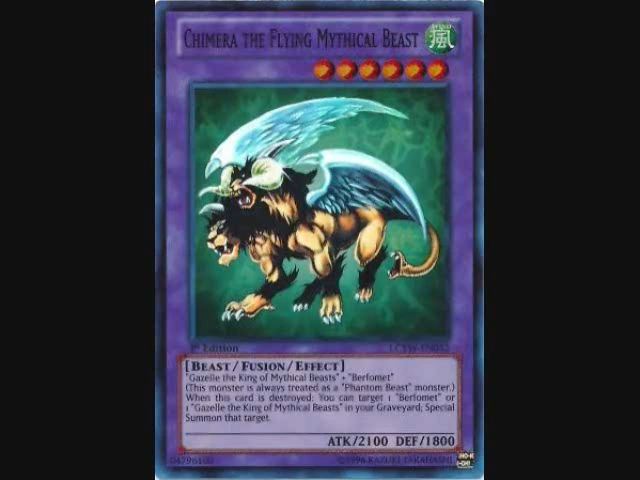 CHIMERA THE FLYING MYTHICAL BEAST 風
1st Edition LCYW-EN052
[BEAST/FUSION/EFFECT]
"Gazelle the King of Mythical Beasts" + "Berfomet"
(This monster is always treated as a "Phantom Beast" monster.)
When this card is destroyed: You can target 1 "Berfomet" or
1 "Gazelle the King of Mythical Beasts" in your Graveyard; Special
Summon that target.
ATK/2100 DEF/1800
04796100 ©1996 KAZUKI TAKAHASHI